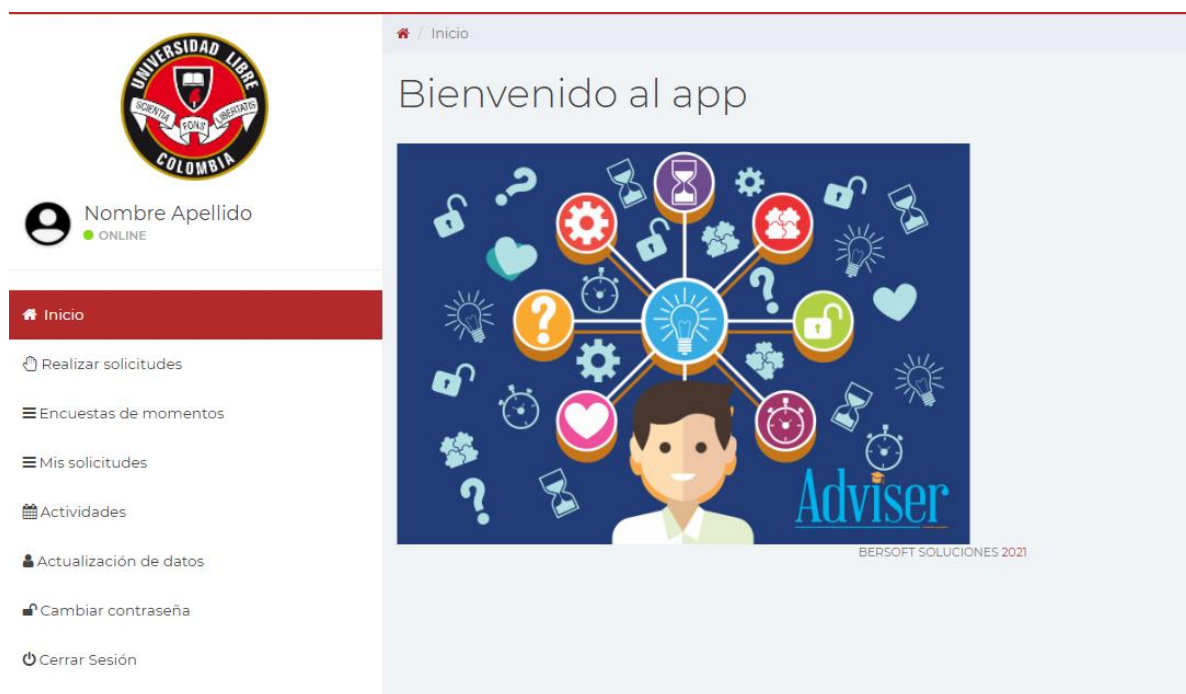 UNIVERSIDAD LIBRE
SCIENTIA
FONS
LIBERTATIS
COLOMBIA
Nombre Apellido
ONLINE
Inicio
Realizar solicitudes
Encuestas de momentos
Mis solicitudes
Actividades
Actualización de datos
Cambiar contraseña
Cerrar Sesión
/ Inicio
Bienvenido al app
Adviser
BERSOFT SOLUCIONES 2021